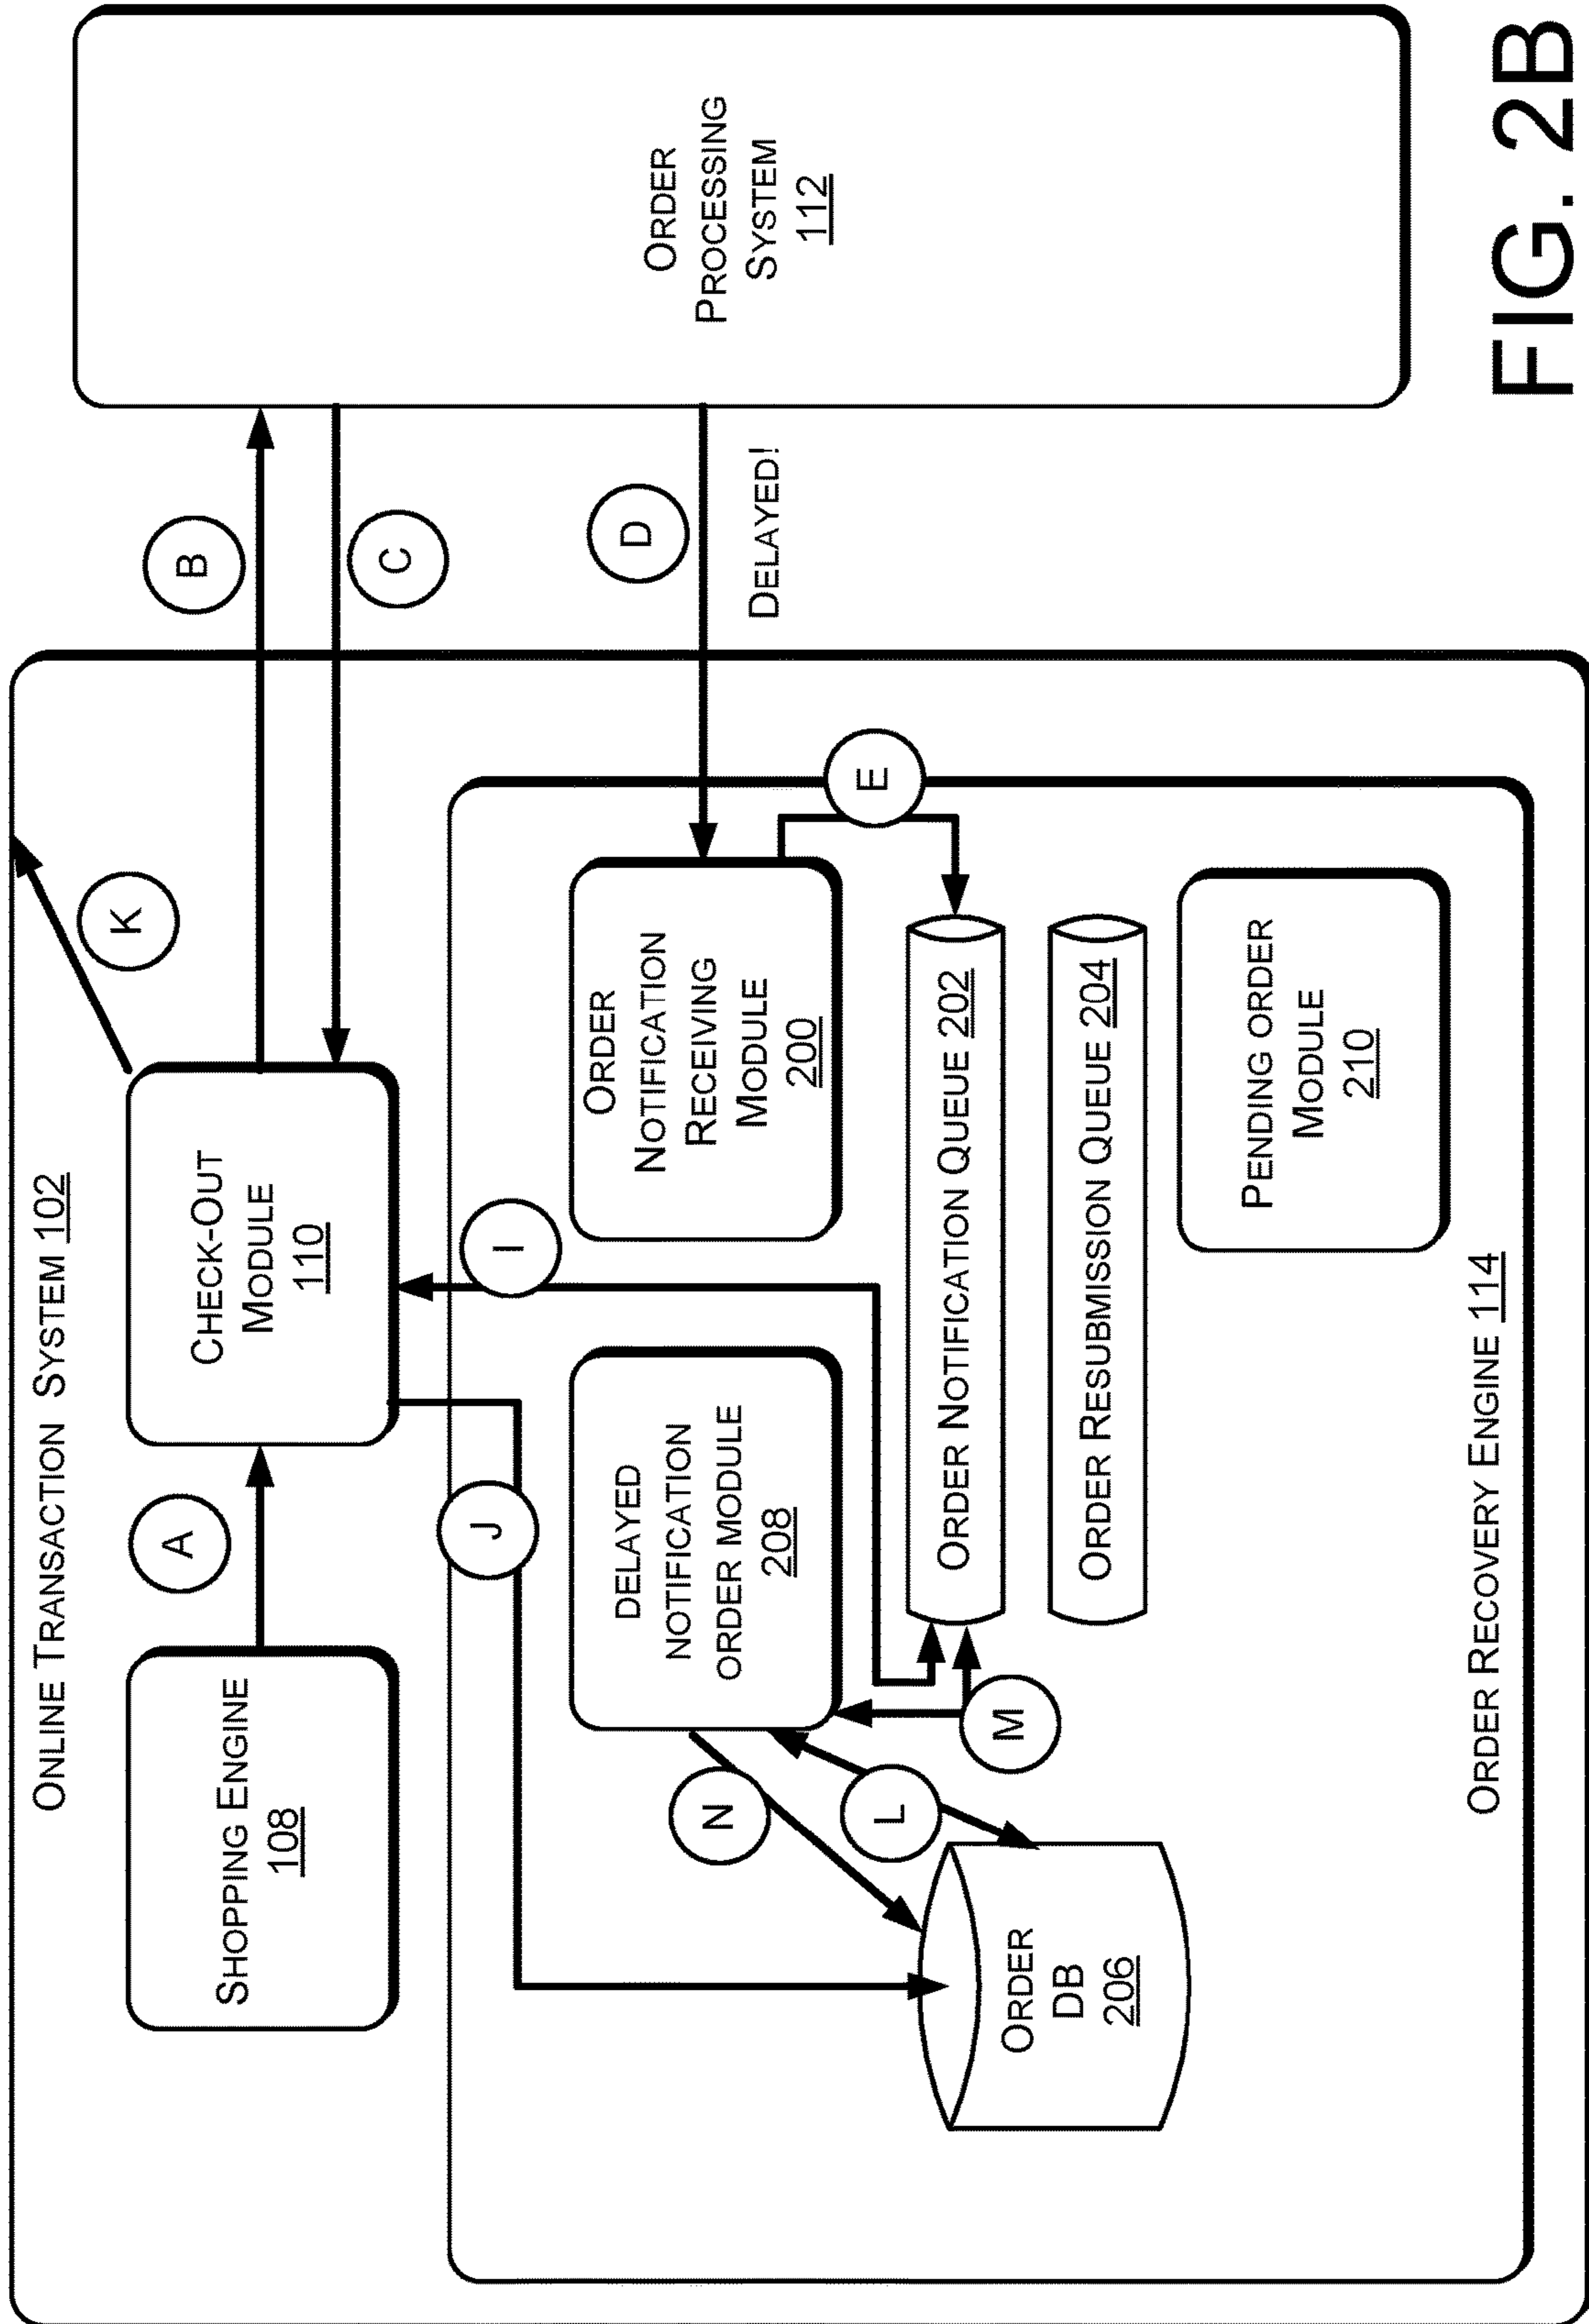 ONLINE TRANSACTION SYSTEM 102
K
SHOPPING ENGINE
108
A
CHECK-OUT
MODULE
110
B
C
J
I
D
DELAYED!
ORDER
PROCESSING
SYSTEM
112
N
DELAYED
NOTIFICATION
ORDER MODULE
208
ORDER
NOTIFICATION
RECEIVING
MODULE
200
E
L
M
ORDER NOTIFICATION QUEUE 202
ORDER
DB
206
ORDER RESUBMISSION QUEUE 204
PENDING ORDER
MODULE
210
ORDER RECOVERY ENGINE 114
FIG. 2B